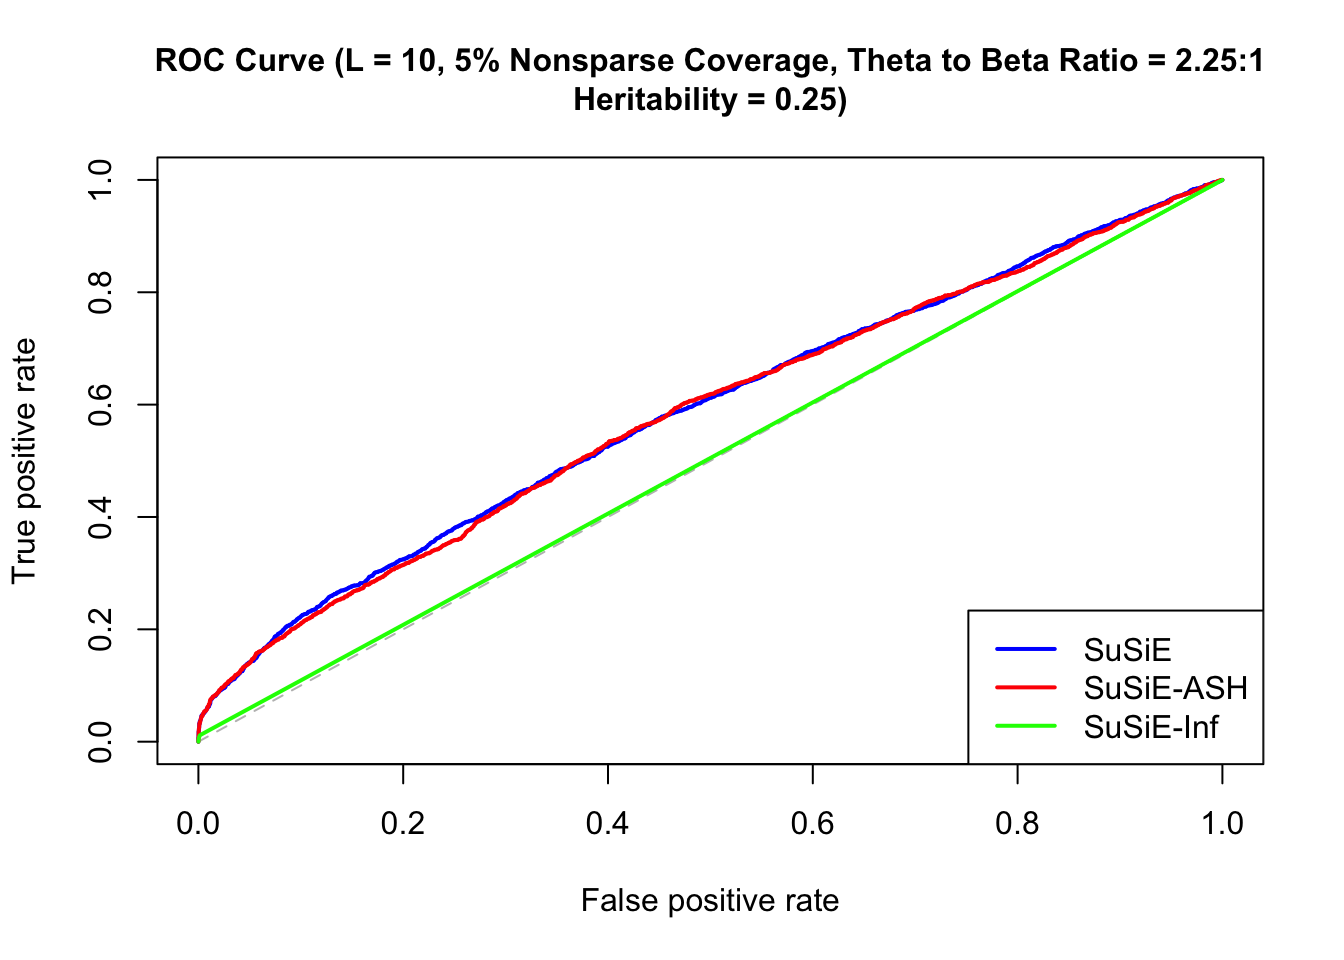 ROC Curve (L = 10, 5% Nonsparse Coverage, Theta to Beta Ratio = 2.25:1
Heritability = 0.25)
True positive rate
1.0
0.8
0.6
0.4
0.2
0.0
SuSiE
SuSiE-ASH
SuSiE-Inf
0.0 0.2 0.4 0.6 0.8 1.0
False positive rate